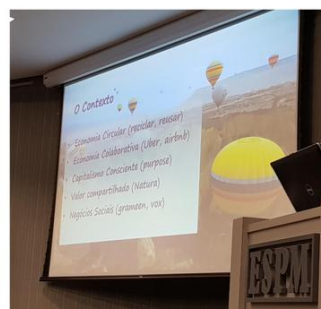 O Contexto
• Economia Circular (reciclar, reusar)
• Economia Colaborativa (Uber, airbnb)
• Capitalismo Consciente (purpose)
• Valor compartilhado (Natura)
• Negócios Sociais (grameen, vox)
ESPM